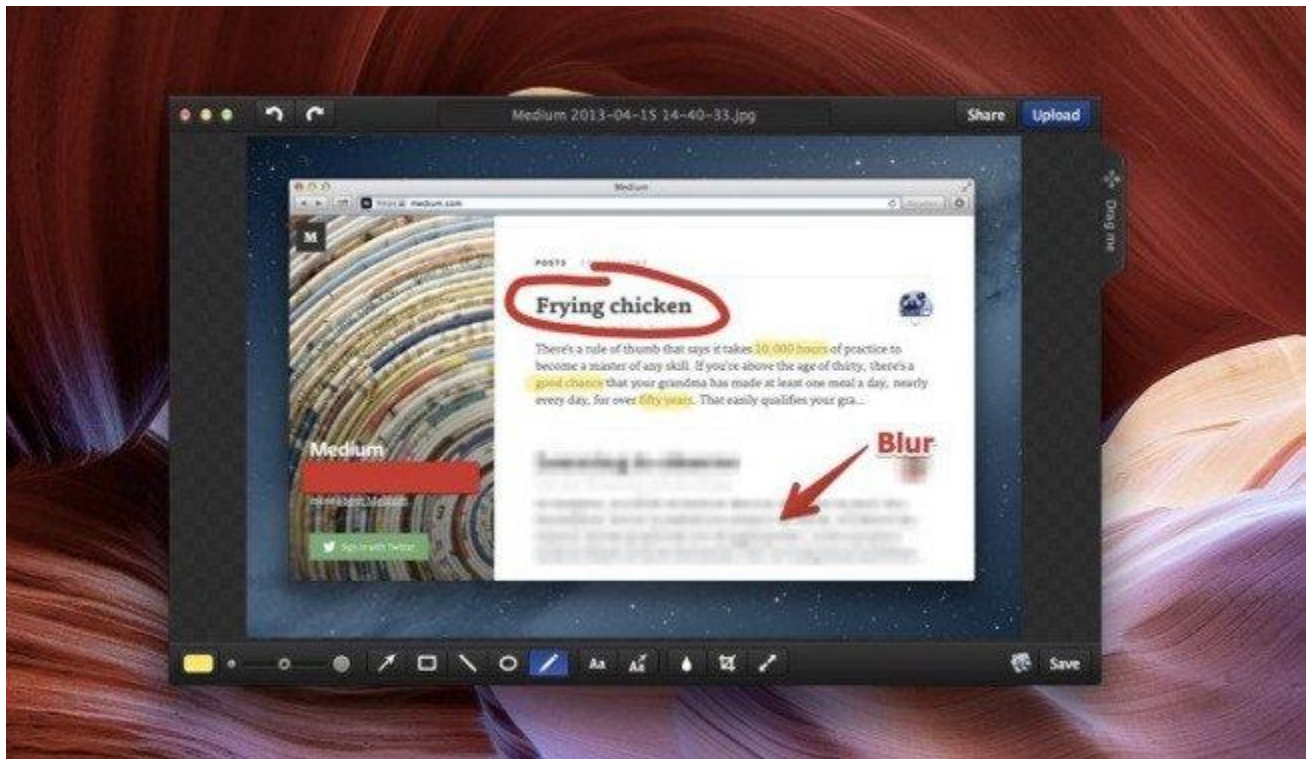 Medium 2013-04-15 14-40-33.jpg
Share
Upload
Drag me
Medium
medium.com
M
POSTS
Frying chicken
There's a rule of thumb that says it takes 10,000 hours of practice to
become a master of any skill. If you're above the age of thirty, there's a
good chance that your grandma has made at least one meal a day, nearly
every day, for over fifty years. That easily qualifies your gra...
Blur
Medium
Sign in with Twitter
Aa
Aa
Save